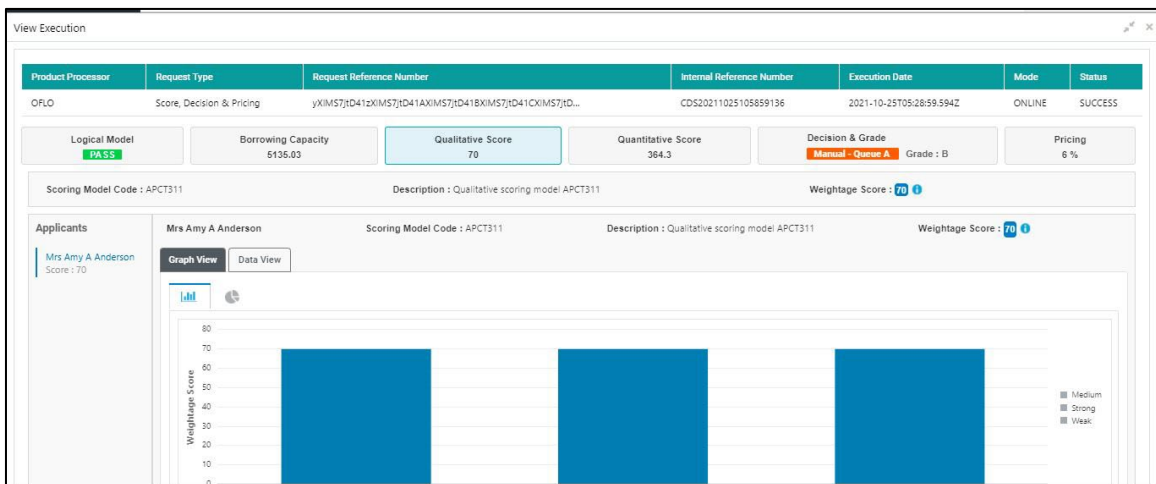 View Execution
Product Processor Request Type Request Reference Number Internal Reference Number Execution Date Mode Status
OFLO Score, Decision & Pricing yXIMS7JtD41zXIMS7JtD41AXIMS7JtD41BXIMS7JtD41CXIMS7JtD... CDS20211025105859136 2021-10-25T05:28:59.594Z ONLINE SUCCESS
Logical Model Borrowing Capacity Qualitative Score Quantitative Score Decision & Grade Pricing
PASS 5135.03 70 364.3 Manual - Queue A Grade : B 6 %
Scoring Model Code : APCT311 Description : Qualitative scoring model APCT311 Weightage Score : 70
Applicants Mrs Amy A Anderson Scoring Model Code : APCT311 Description : Qualitative scoring model APCT311 Weightage Score : 70
Mrs Amy A Anderson
Score : 70
Graph View Data View
Weightage Score
80
70
60
50
40
30
20
10
0
Medium
Strong
Weak